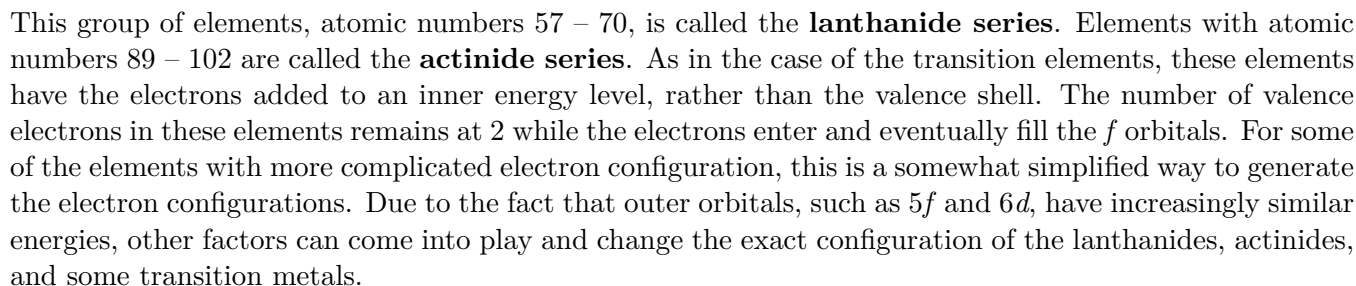 This group of elements, atomic numbers 57 – 70, is called the lanthanide series. Elements with atomic
numbers 89 – 102 are called the actinide series. As in the case of the transition elements, these elements
have the electrons added to an inner energy level, rather than the valence shell. The number of valence
electrons in these elements remains at 2 while the electrons enter and eventually fill the f orbitals. For some
of the elements with more complicated electron configuration, this is a somewhat simplified way to generate
the electron configurations. Due to the fact that outer orbitals, such as 5f and 6d, have increasingly similar
energies, other factors can come into play and change the exact configuration of the lanthanides, actinides,
and some transition metals.